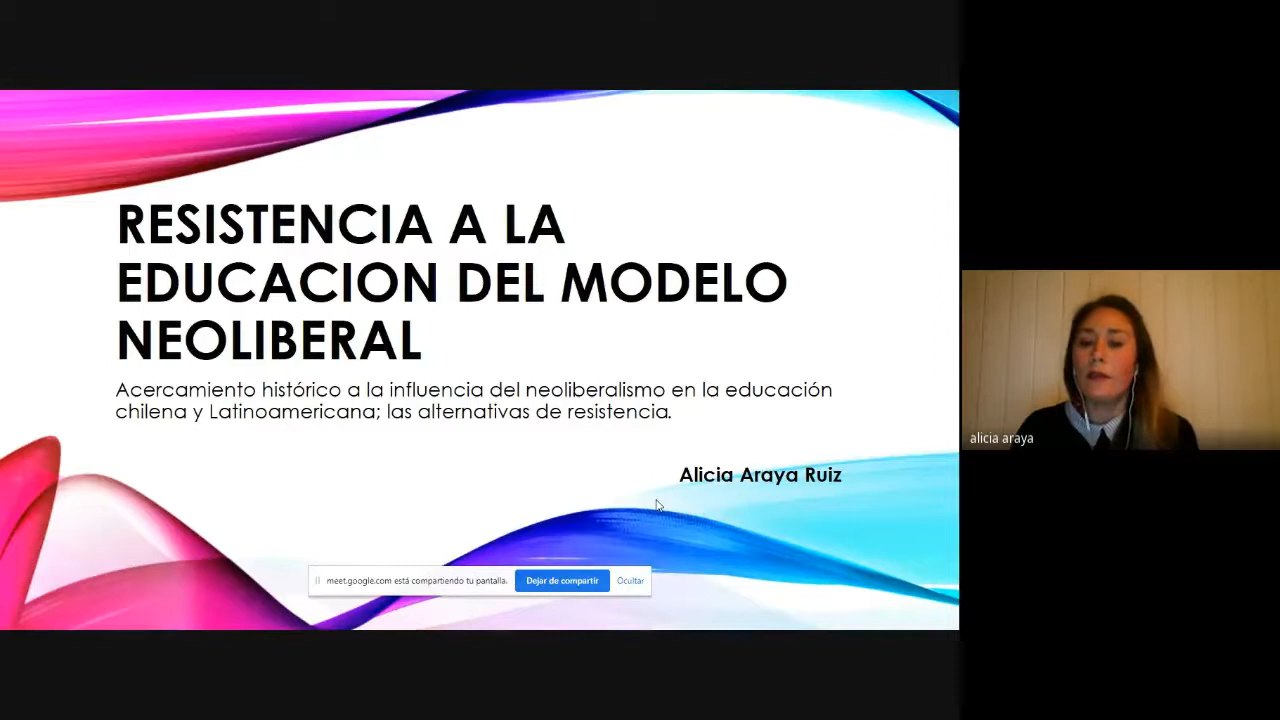 RESISTENCIA A LA
EDUCACION DEL MODELO
NEOLIBERAL
Acercamiento histórico a la influencia del neoliberalismo en la educación
chilena y Latinoamericana; las alternativas de resistencia.
Alicia Araya Ruiz
meet.google.com está compartiendo tu pantalla.
Dejar de compartir
Ocultar
alicia araya